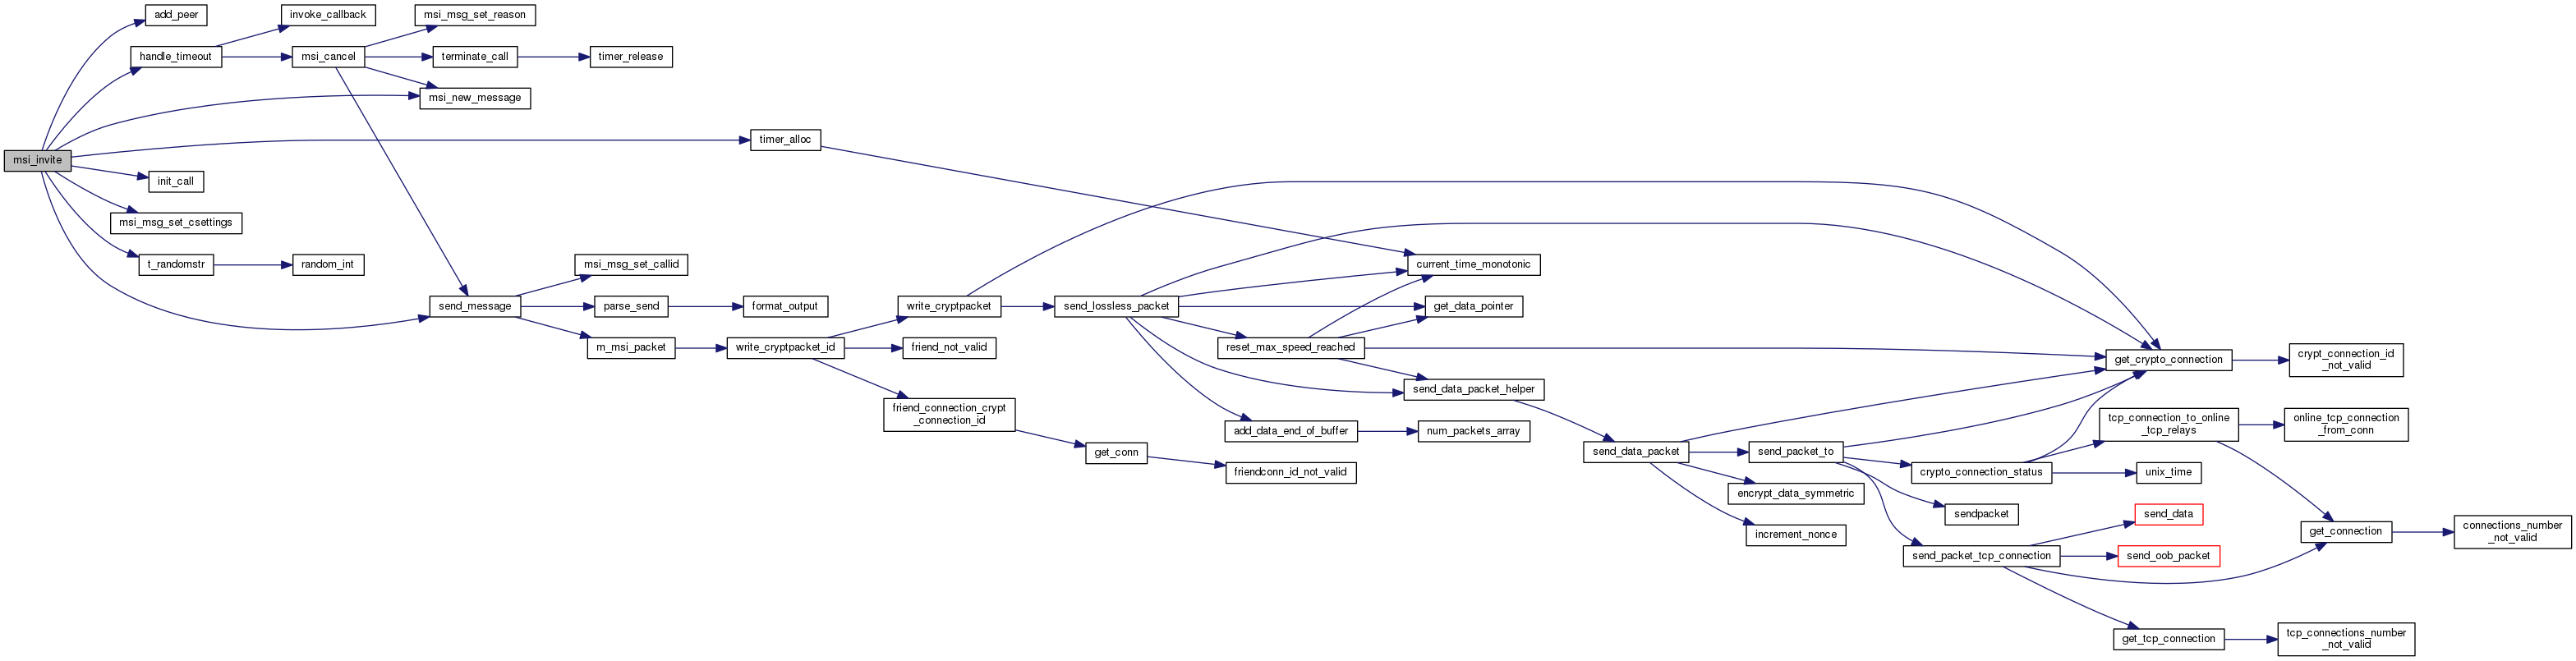 msi_invite
add_peer
handle_timeout
invoke_callback
msi_cancel
msi_msg_set_reason
terminate_call
timer_release
msi_new_message
timer_alloc
init_call
msi_msg_set_csettings
t_randomstr
random_int
send_message
msi_msg_set_callid
parse_send
format_output
m_msi_packet
write_cryptpacket_id
write_cryptpacket
friend_not_valid
friend_connection_crypt
_connection_id
get_conn
friendconn_id_not_valid
send_lossless_packet
current_time_monotonic
get_data_pointer
reset_max_speed_reached
send_data_packet_helper
add_data_end_of_buffer
num_packets_array
send_data_packet
send_packet_to
encrypt_data_symmetric
increment_nonce
get_crypto_connection
crypt_connection_id
_not_valid
crypto_connection_status
tcp_connection_to_online
_tcp_relays
online_tcp_connection
_from_conn
unix_time
sendpacket
send_packet_tcp_connection
send_data
send_oob_packet
get_connection
connections_number
_not_valid
get_tcp_connection
tcp_connections_number
_not_valid